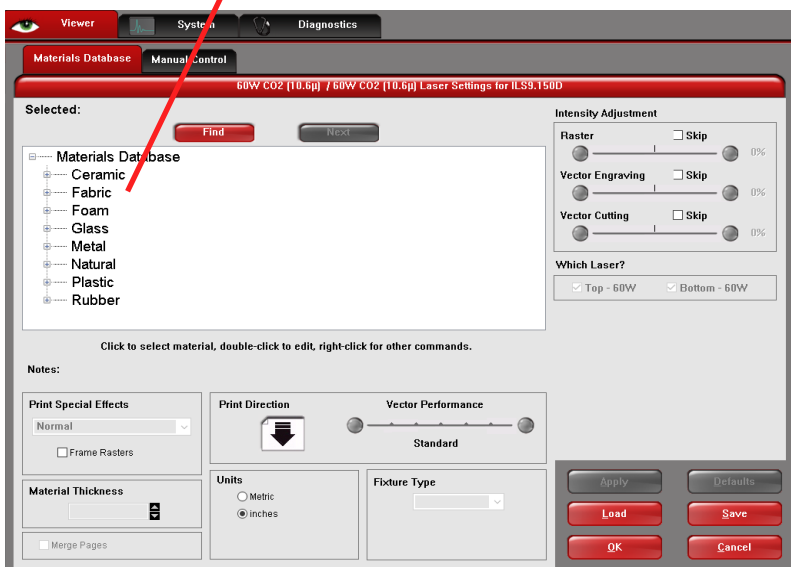 Viewer System Diagnostics
Materials Database Manual Control
60W CO2 (10.6µ) / 60W CO2 (10.6µ) Laser Settings for ILS9.150D
Selected:
Find Next
Materials Database
Ceramic
Fabric
Foam
Glass
Metal
Natural
Plastic
Rubber
Click to select material, double-click to edit, right-click for other commands.
Notes:
Intensity Adjustment
Raster Skip
0%
Vector Engraving Skip
0%
Vector Cutting Skip
0%
Which Laser?
Top - 60W Bottom - 60W
Print Special Effects
Normal
Frame Rasters
Print Direction
Vector Performance
Standard
Material Thickness
Merge Pages
Units
Metric
inches
Fixture Type
Apply Defaults
Load Save
OK Cancel